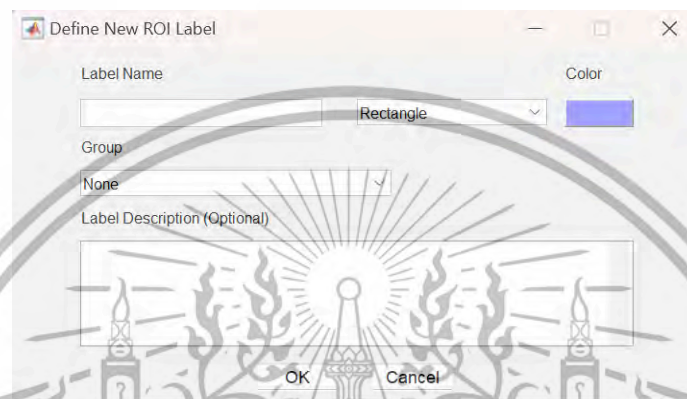 Define New ROI Label
Label Name
Color
Rectangle
Group
None
Label Description (Optional)
OK
Cancel